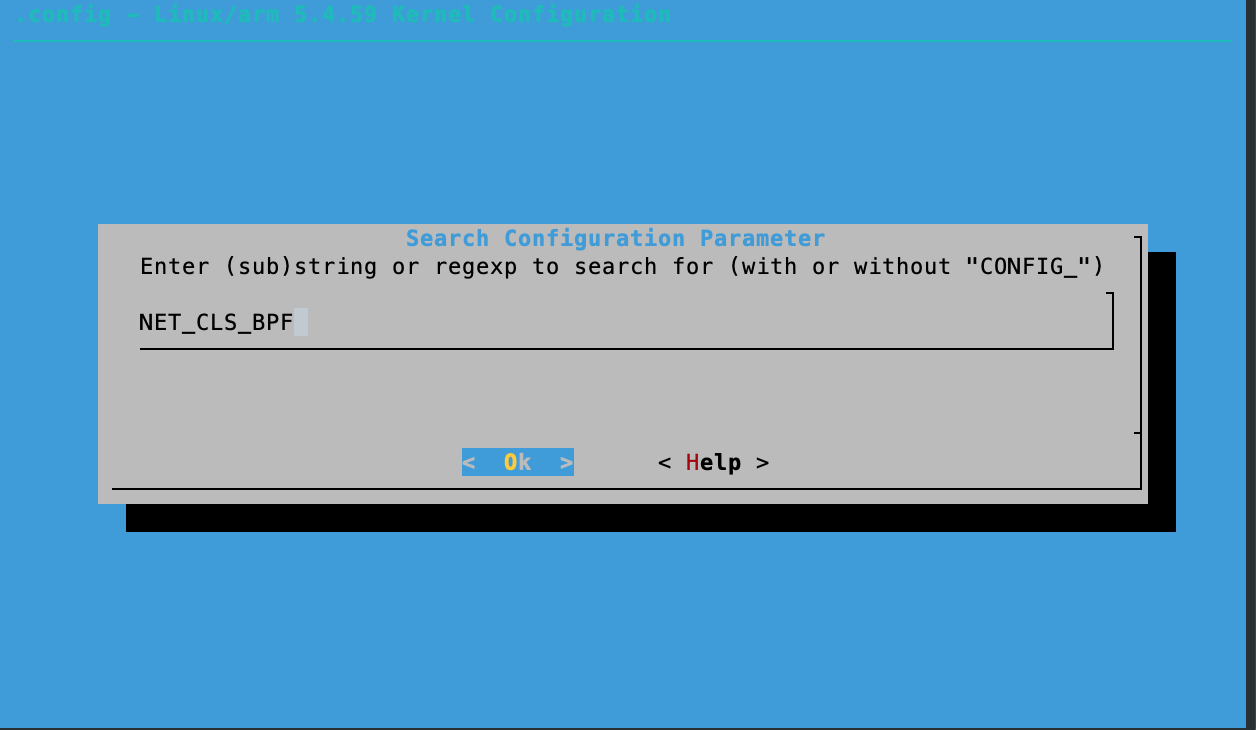 .config - Linux/arm 5.4.59 Kernel Configuration
Search Configuration Parameter
Enter (sub)string or regexp to search for (with or without "CONFIG_")
NET_CLS_BPF
< Ok > < Help >